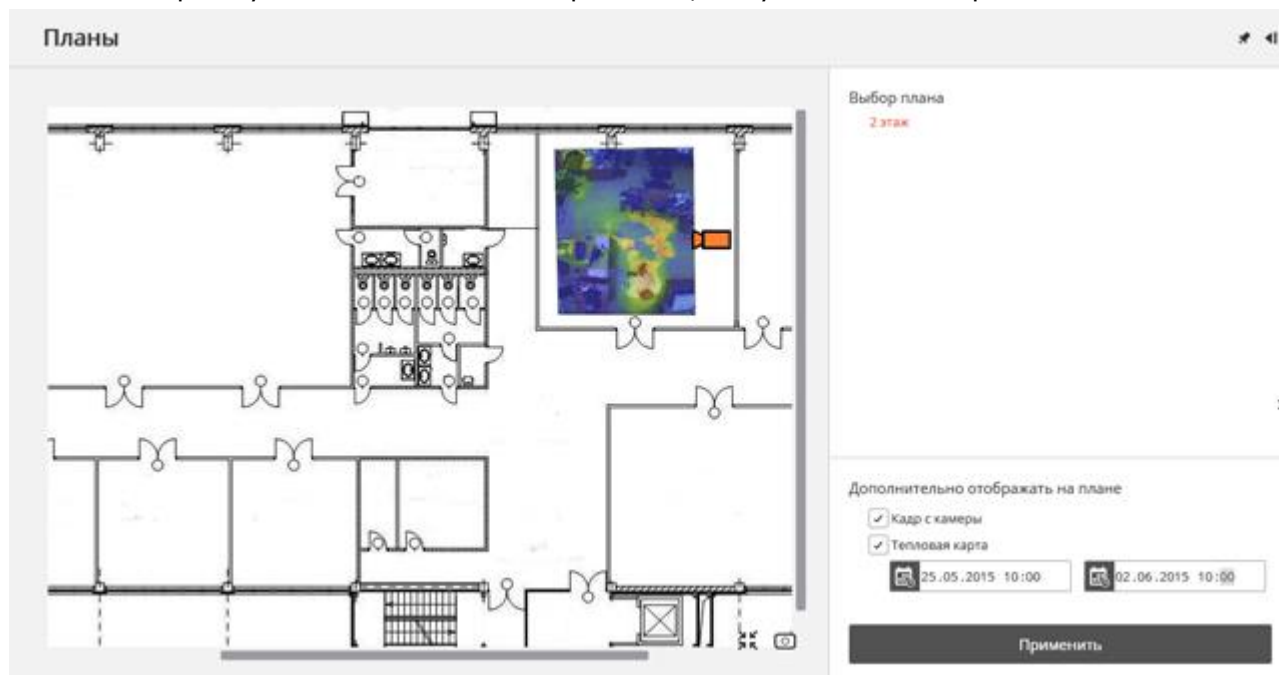 Планы
Выбор плана
2 этаж
Дополнительно отображать на плане
Кадр с камеры
Тепловая карта
25.05.2015 10:00
02.06.2015 10:00
Применить